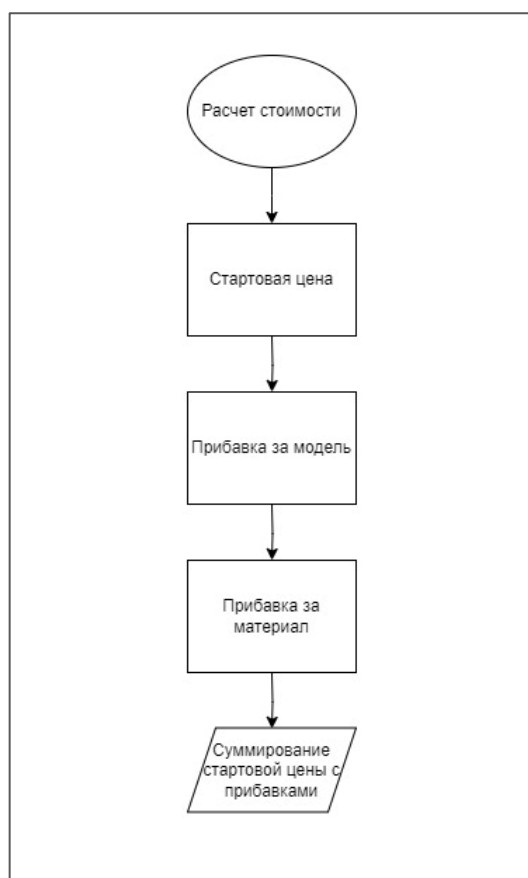 Расчет стоимости
Стартовая цена
Прибавка за модель
Прибавка за
материал
Суммирование
стартовой цены с
прибавками